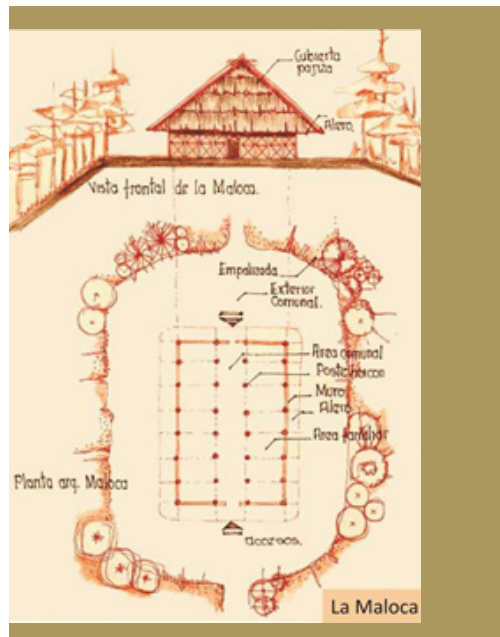 Cubierta
pajiza
Alero.
Vista frontal de la Maloca.
Empalizada
Exterior
Comunal.
Area comunal
Muro
Alero
Area familiar
Planta arq. Maloca
accesos.
La Maloca